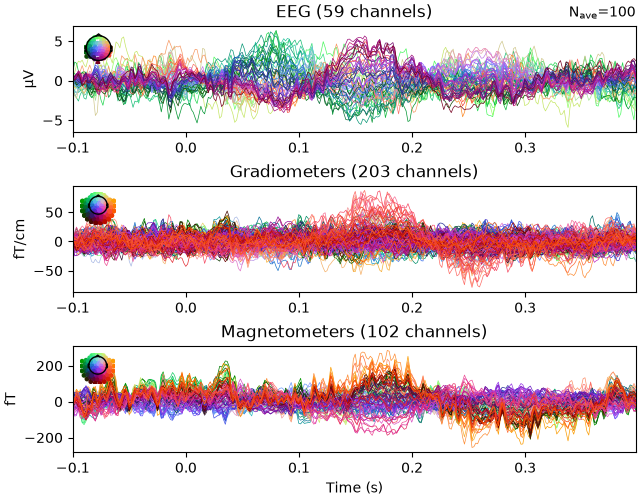 EEG (59 channels)
Nave=100
5
0
−5
µV
−0.1 0.0 0.1 0.2 0.3
Gradiometers (203 channels)
50
0
−50
fT/cm
−0.1 0.0 0.1 0.2 0.3
Magnetometers (102 channels)
200
0
−200
fT
−0.1 0.0 0.1 0.2 0.3
Time (s)